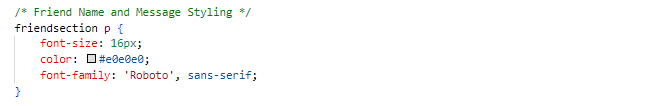 /* Friend Name and Message Styling */
friendsection p {
font-size: 16px;
color: #e0e0e0;
font-family: 'Roboto', sans-serif;
}